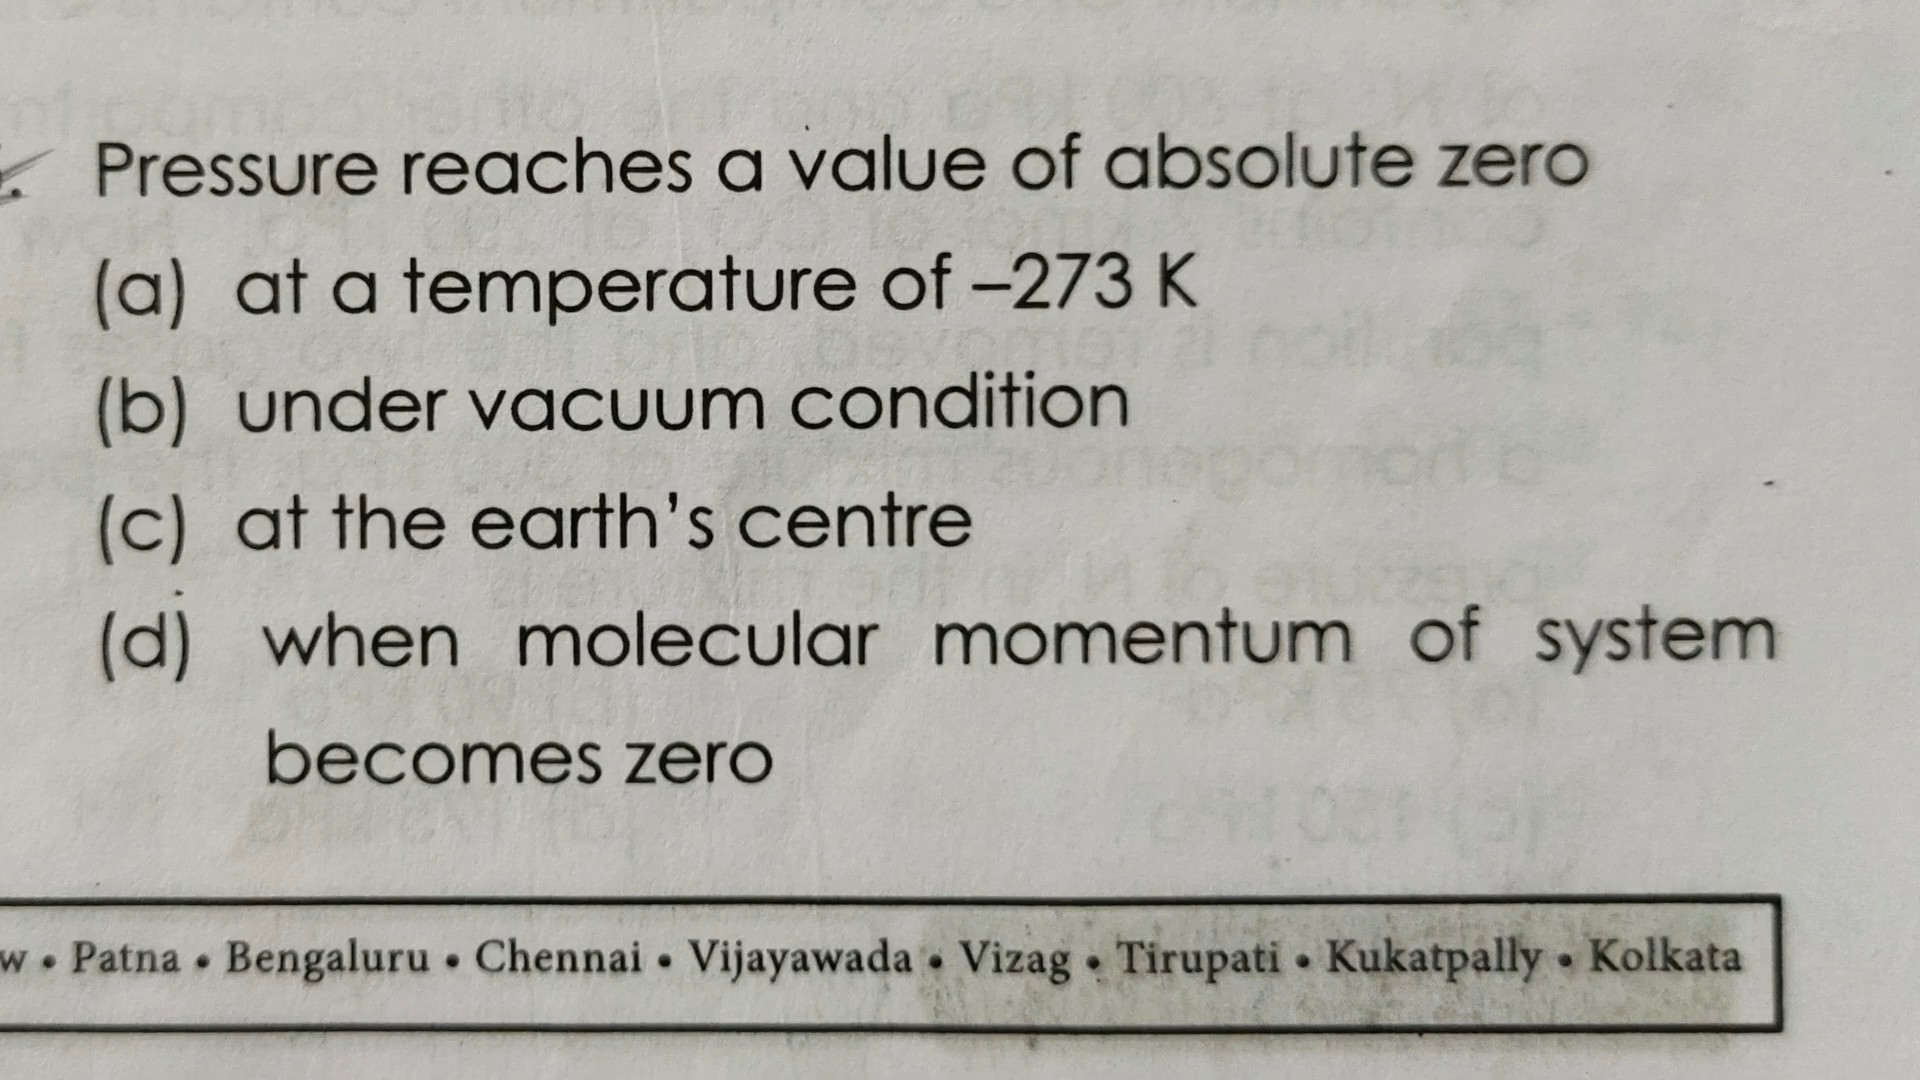 Pressure reaches a value of absolute zero
(a) at a temperature of –273 K
(b) under vacuum condition
(c) at the earth's centre
(d) when molecular momentum of system
becomes zero
w • Patna • Bengaluru • Chennai • Vijayawada • Vizag • Tirupati • Kukatpally • Kolkata